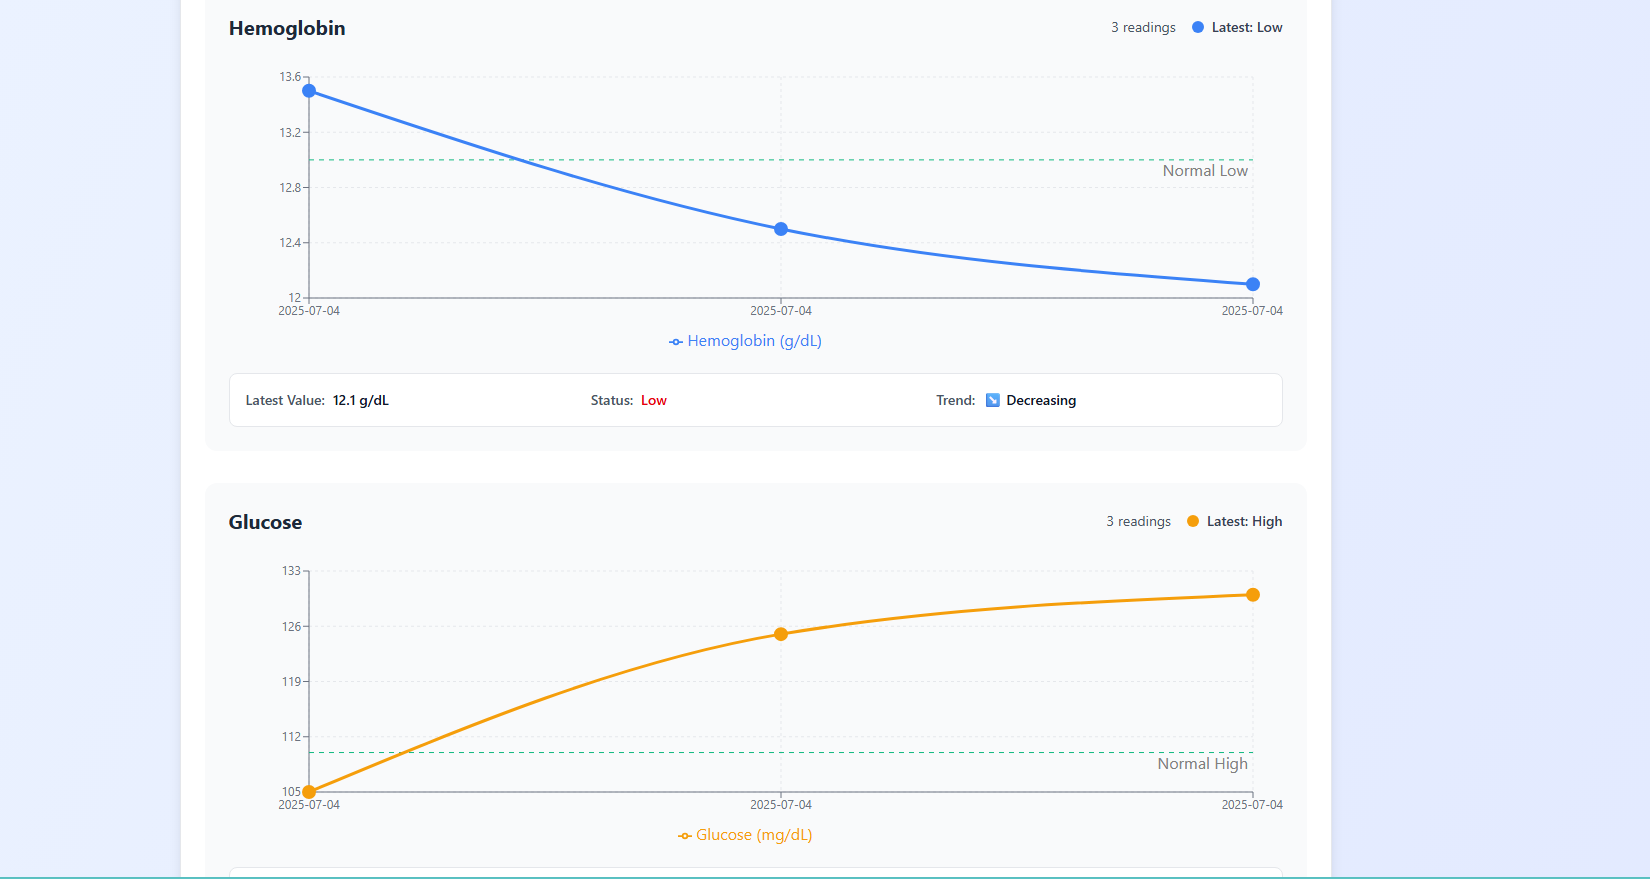 Hemoglobin
3 readings Latest: Low
13.6
13.2
Normal Low
12.8
12.4
12
2025-07-04 2025-07-04 2025-07-04
Hemoglobin (g/dL)
Latest Value: 12.1 g/dL Status: Low Trend: Decreasing
Glucose
3 readings Latest: High
133
126
119
112
Normal High
105
2025-07-04 2025-07-04 2025-07-04
Glucose (mg/dL)